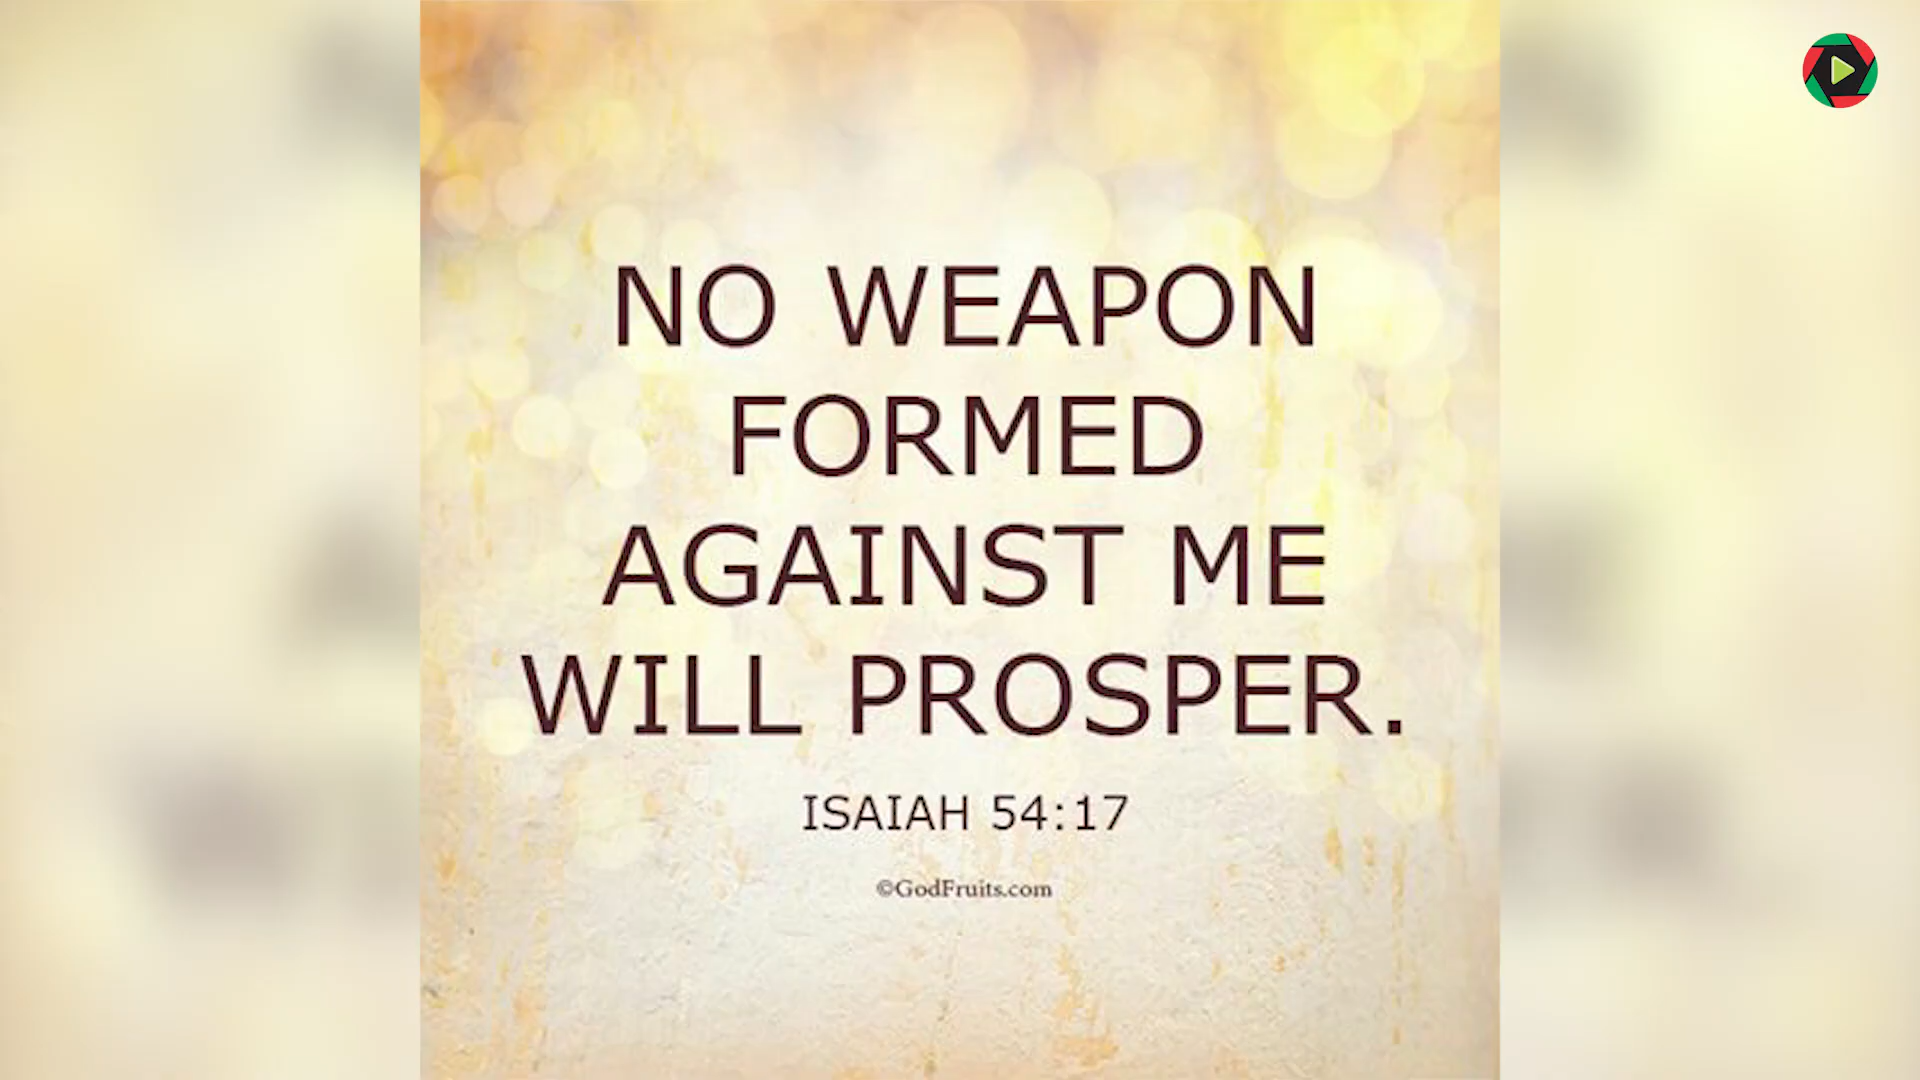 NO WEAPON
FORMED
AGAINST ME
WILL PROSPER.
ISAIAH 54:17
©GodFruits.com